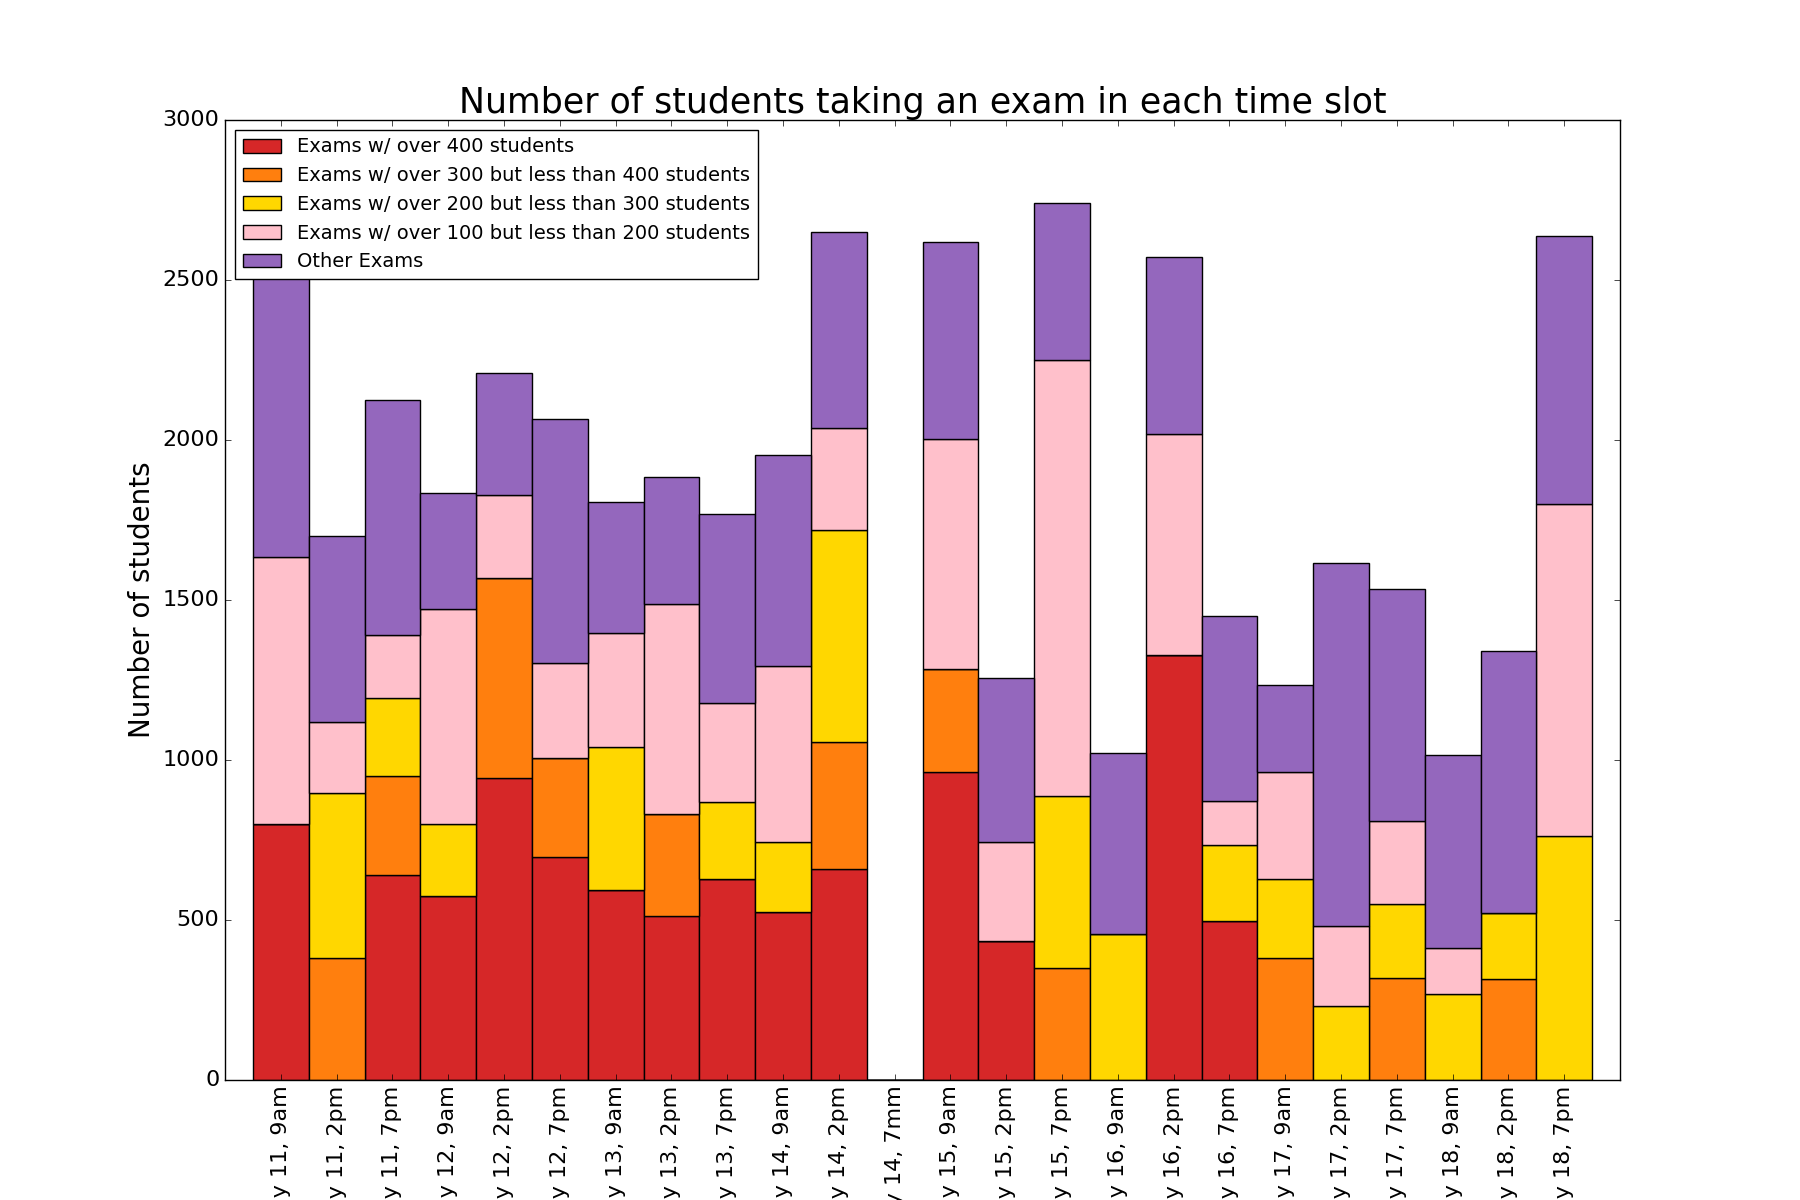 Number of students taking an exam in each time slot
Exams w/ over 400 students
Exams w/ over 300 but less than 400 students
Exams w/ over 200 but less than 300 students
Exams w/ over 100 but less than 200 students
Other Exams
Number of students
3000
2500
2000
1500
1000
500
0
y 11, 9am
y 11, 2pm
y 11, 7pm
y 12, 9am
y 12, 2pm
y 12, 7pm
y 13, 9am
y 13, 2pm
y 13, 7pm
y 14, 9am
y 14, 2pm
y 14, 7mm
y 15, 9am
y 15, 2pm
y 15, 7pm
y 16, 9am
y 16, 2pm
y 16, 7pm
y 17, 9am
y 17, 2pm
y 17, 7pm
y 18, 9am
y 18, 2pm
y 18, 7pm